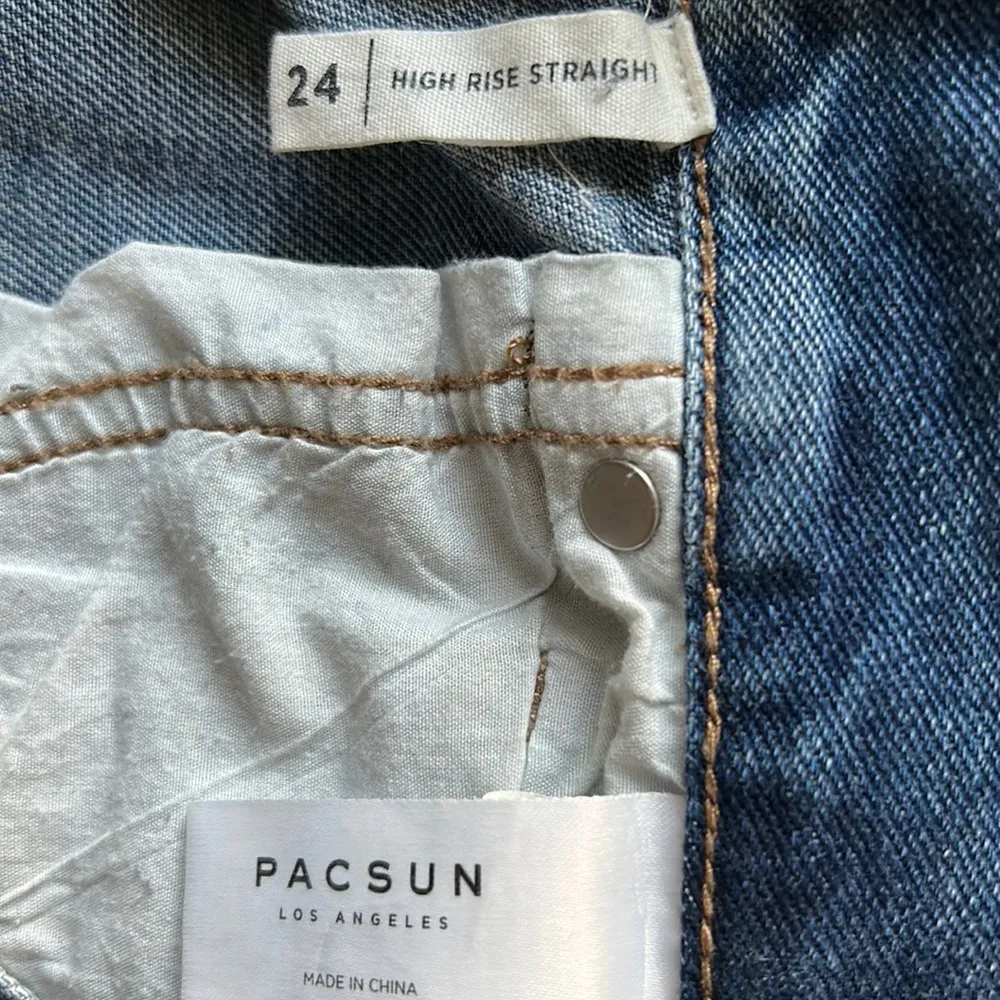 24 | HIGH RISE STRAIGHT
PACSUN
LOS ANGELES
MADE IN CHINA